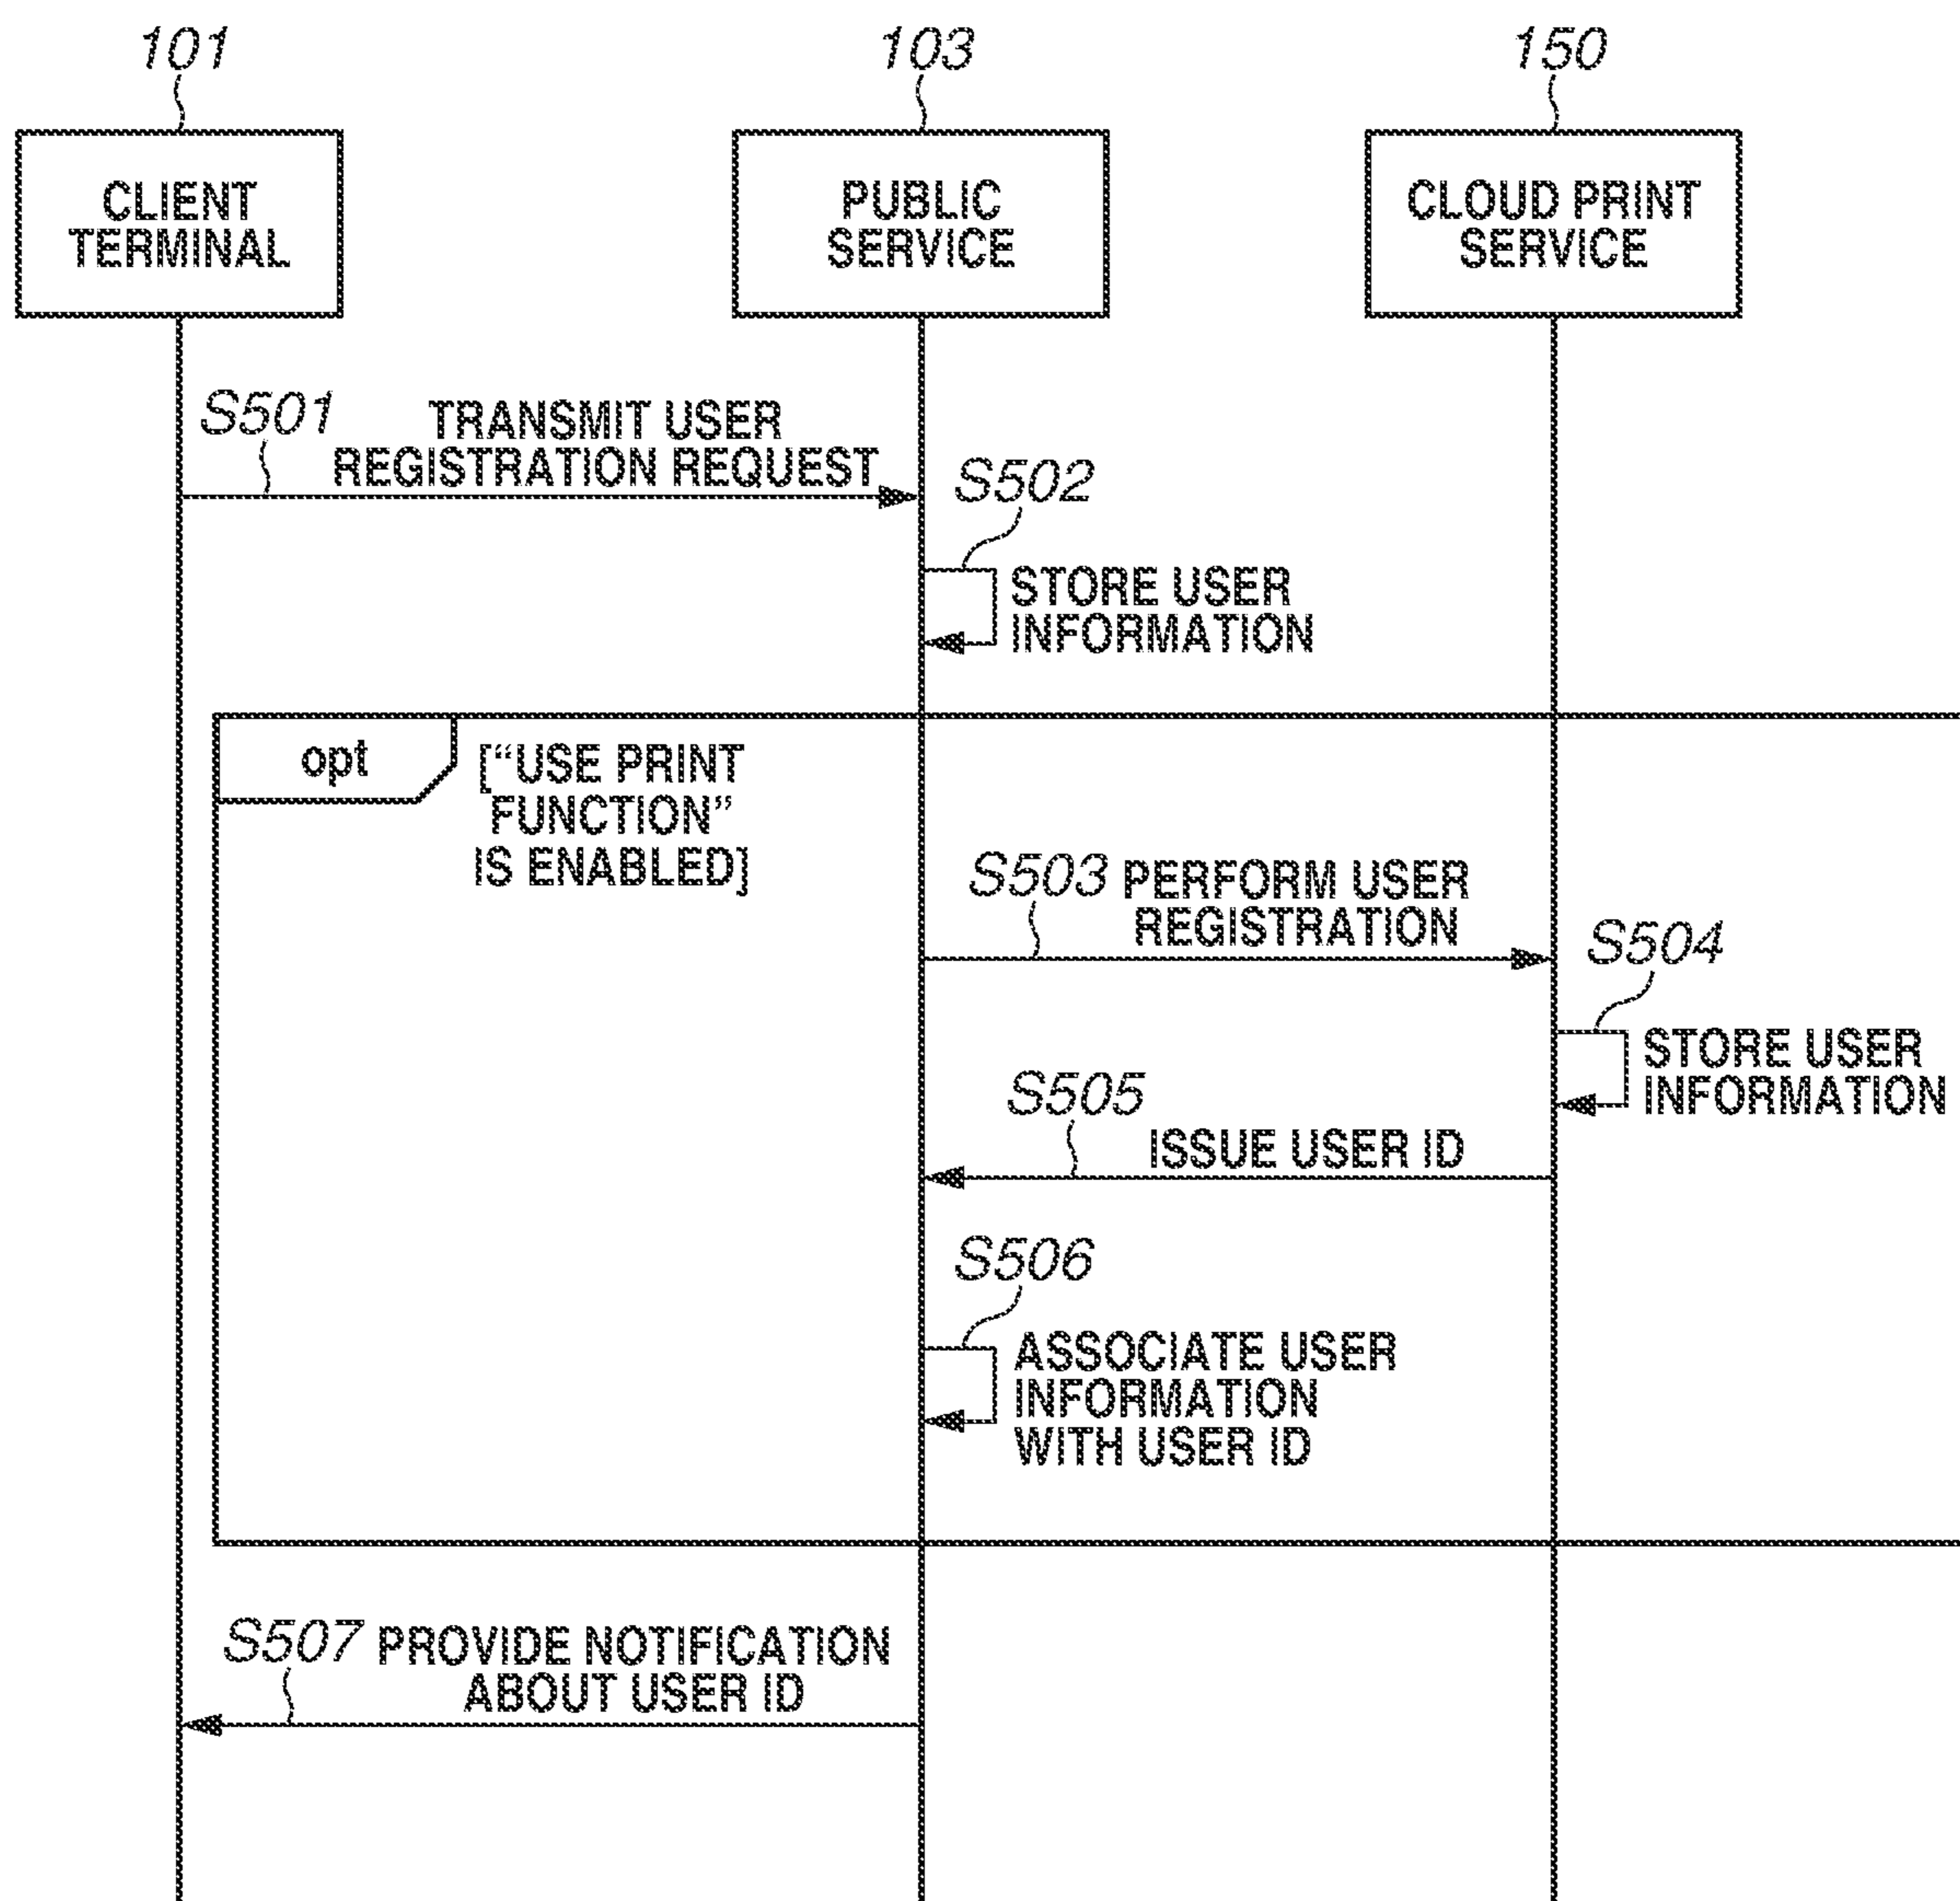 101
103
150
CLIENT
TERMINAL
PUBLIC
SERVICE
CLOUD PRINT
SERVICE
S501
TRANSMIT USER
REGISTRATION REQUEST
S502
STORE USER
INFORMATION
opt
[“USE PRINT
FUNCTION”
IS ENABLED]
S503
PERFORM USER
REGISTRATION
S504
STORE USER
INFORMATION
S505
ISSUE USER ID
S506
ASSOCIATE USER
INFORMATION
WITH USER ID
S507
PROVIDE NOTIFICATION
ABOUT USER ID